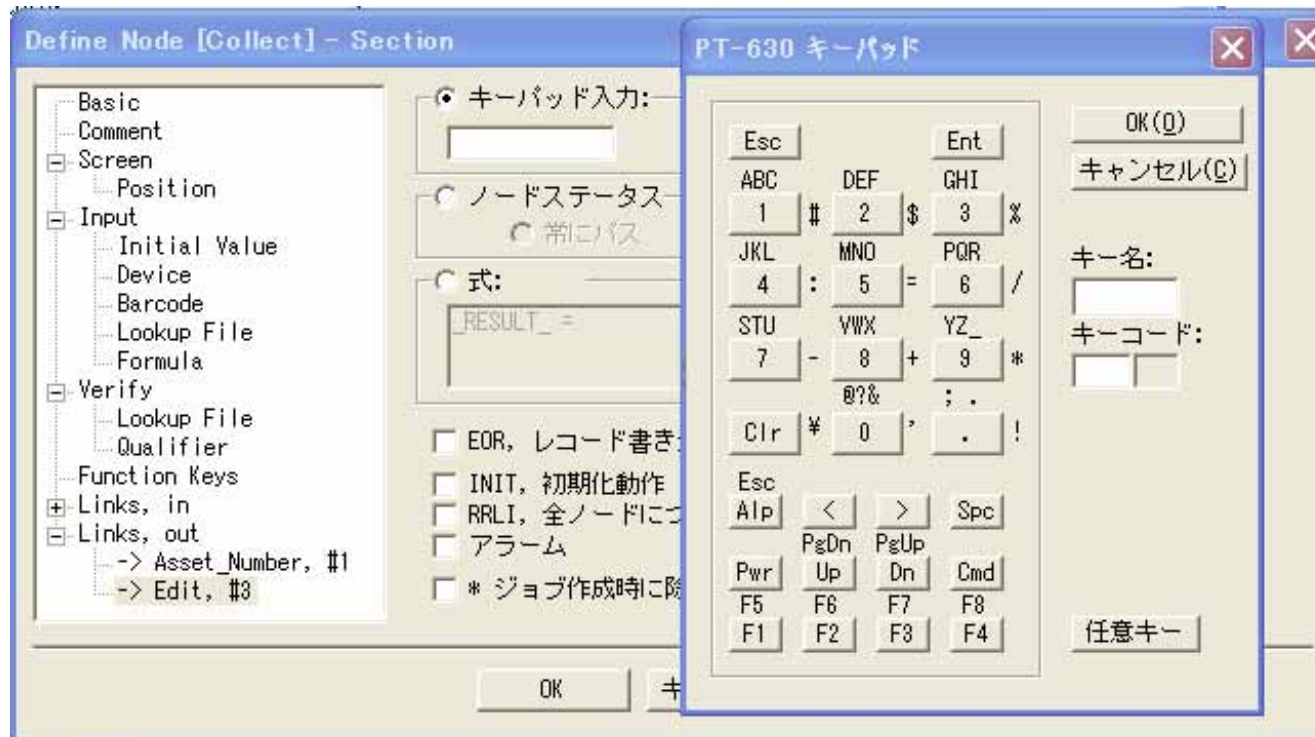 Define Node [Collect] - Section
Basic
Comment
Screen
Position
Input
Initial Value
Device
Barcode
Lookup File
Formula
Verify
Lookup File
Qualifier
Function Keys
Links, in
Links, out
-> Asset_Number, #1
-> Edit, #3
キーパッド入力:
ノードステータス
常にパス
式:
_RESULT_ =
EOR, レコード書き
INIT, 初期化動作
RRLI, 全ノードにつ
アラーム
* ジョブ作成時に除
OK
キ
PT-630 キーパッド
Esc Ent
ABC DEF GHI
1 # 2 $ 3 %
JKL MNO PQR
4 : 5 = 6 /
STU VWX YZ_
7 - 8 + 9 *
@?& ; .
Clr ¥ 0 ' . !
Esc
Alp < > Spc
PgDn PgUp
Pwr Up Dn Cmd
F5 F6 F7 F8
F1 F2 F3 F4
OK(O)
キャンセル(C)
キー名:
キーコード:
任意キー